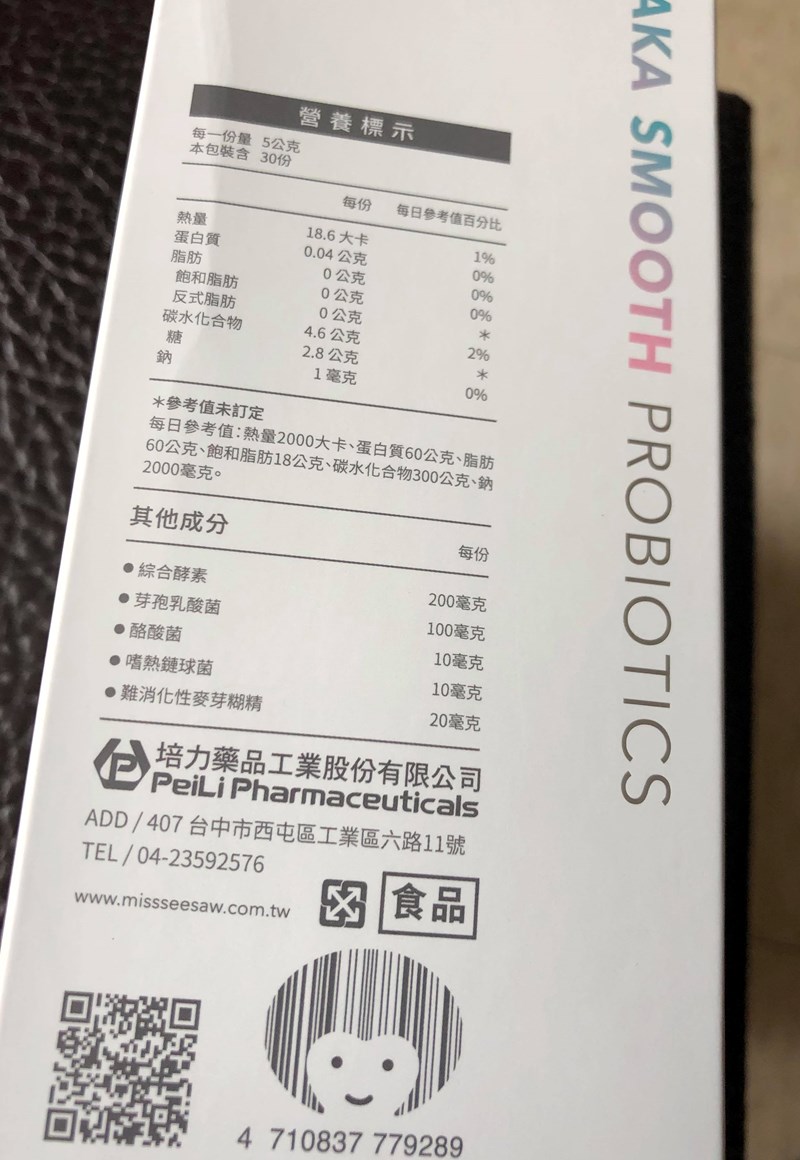 AKA SMOOTH PROBIOTICS
營養標示
每一份量 5公克
本包裝含 30份
每份 每日參考值百分比
熱量 18.6 大卡 1%
蛋白質 0.04 公克 0%
脂肪 0 公克 0%
飽和脂肪 0 公克 0%
反式脂肪 0 公克 *
碳水化合物 4.6 公克 2%
糖 2.8 公克 *
鈉 1 毫克 0%
*參考值未訂定
每日參考值:熱量2000大卡、蛋白質60公克、脂肪
60公克、飽和脂肪18公克、碳水化合物300公克、鈉
2000毫克。
其他成分
每份
●綜合酵素 200毫克
●芽孢乳酸菌 100毫克
●酪酸菌 10毫克
●嗜熱鏈球菌 10毫克
●難消化性麥芽糊精 20毫克
培力藥品工業股份有限公司
PeiLi Pharmaceuticals
ADD / 407 台中市西屯區工業區六路11號
TEL / 04-23592576
www.missseesaw.com.tw
食品
4 710837 779289